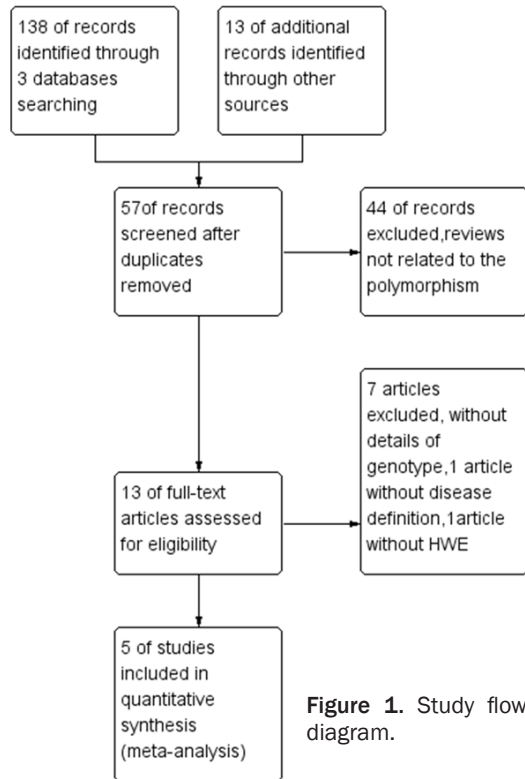 138 of records
identified through
3 databases
searching
13 of additional
records identified
through other
sources
57of records
screened after
duplicates
removed
44 of records
excluded,reviews
not related to the
polymorphism
13 of full-text
articles assessed
for eligibility
7 articles
excluded, without
details of
genotype,1 article
without disease
definition,1article
without HWE
5 of studies
included in
quantitative
synthesis
(meta-analysis)
Figure 1. Study flow
diagram.